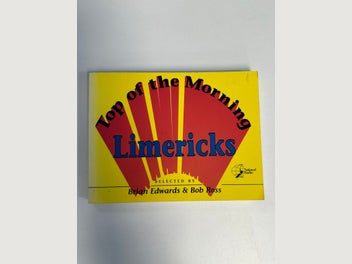 Top of the Morning
Limericks
SELECTED BY
Brian Edwards & Bob Ross